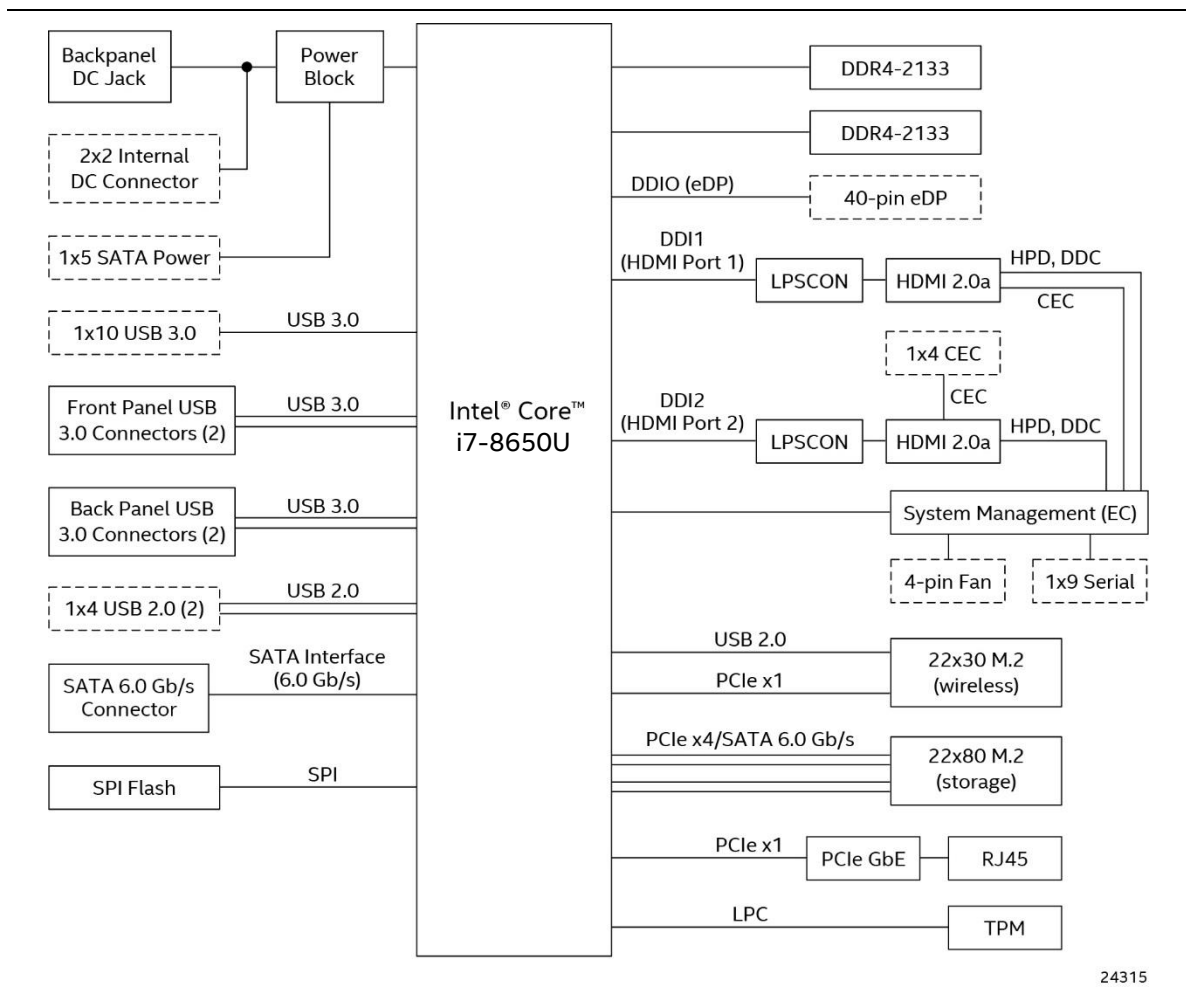 Backpanel
DC Jack
Power
Block
2x2 Internal
DC Connector
1x5 SATA Power
1x10 USB 3.0
USB 3.0
Front Panel USB
3.0 Connectors (2)
USB 3.0
Back Panel USB
3.0 Connectors (2)
USB 3.0
1x4 USB 2.0 (2)
USB 2.0
SATA 6.0 Gb/s
Connector
SATA Interface
(6.0 Gb/s)
SPI Flash
SPI
Intel® Core™
i7-8650U
DDR4-2133
DDR4-2133
DDIO (eDP)
40-pin eDP
DDI1
(HDMI Port 1)
LPSCON
HDMI 2.0a
HPD, DDC
CEC
1x4 CEC
CEC
DDI2
(HDMI Port 2)
LPSCON
HDMI 2.0a
HPD, DDC
System Management (EC)
4-pin Fan
1x9 Serial
USB 2.0
PCIe x1
22x30 M.2
(wireless)
PCIe x4/SATA 6.0 Gb/s
22x80 M.2
(storage)
PCIe x1
PCIe GbE
RJ45
LPC
TPM
24315